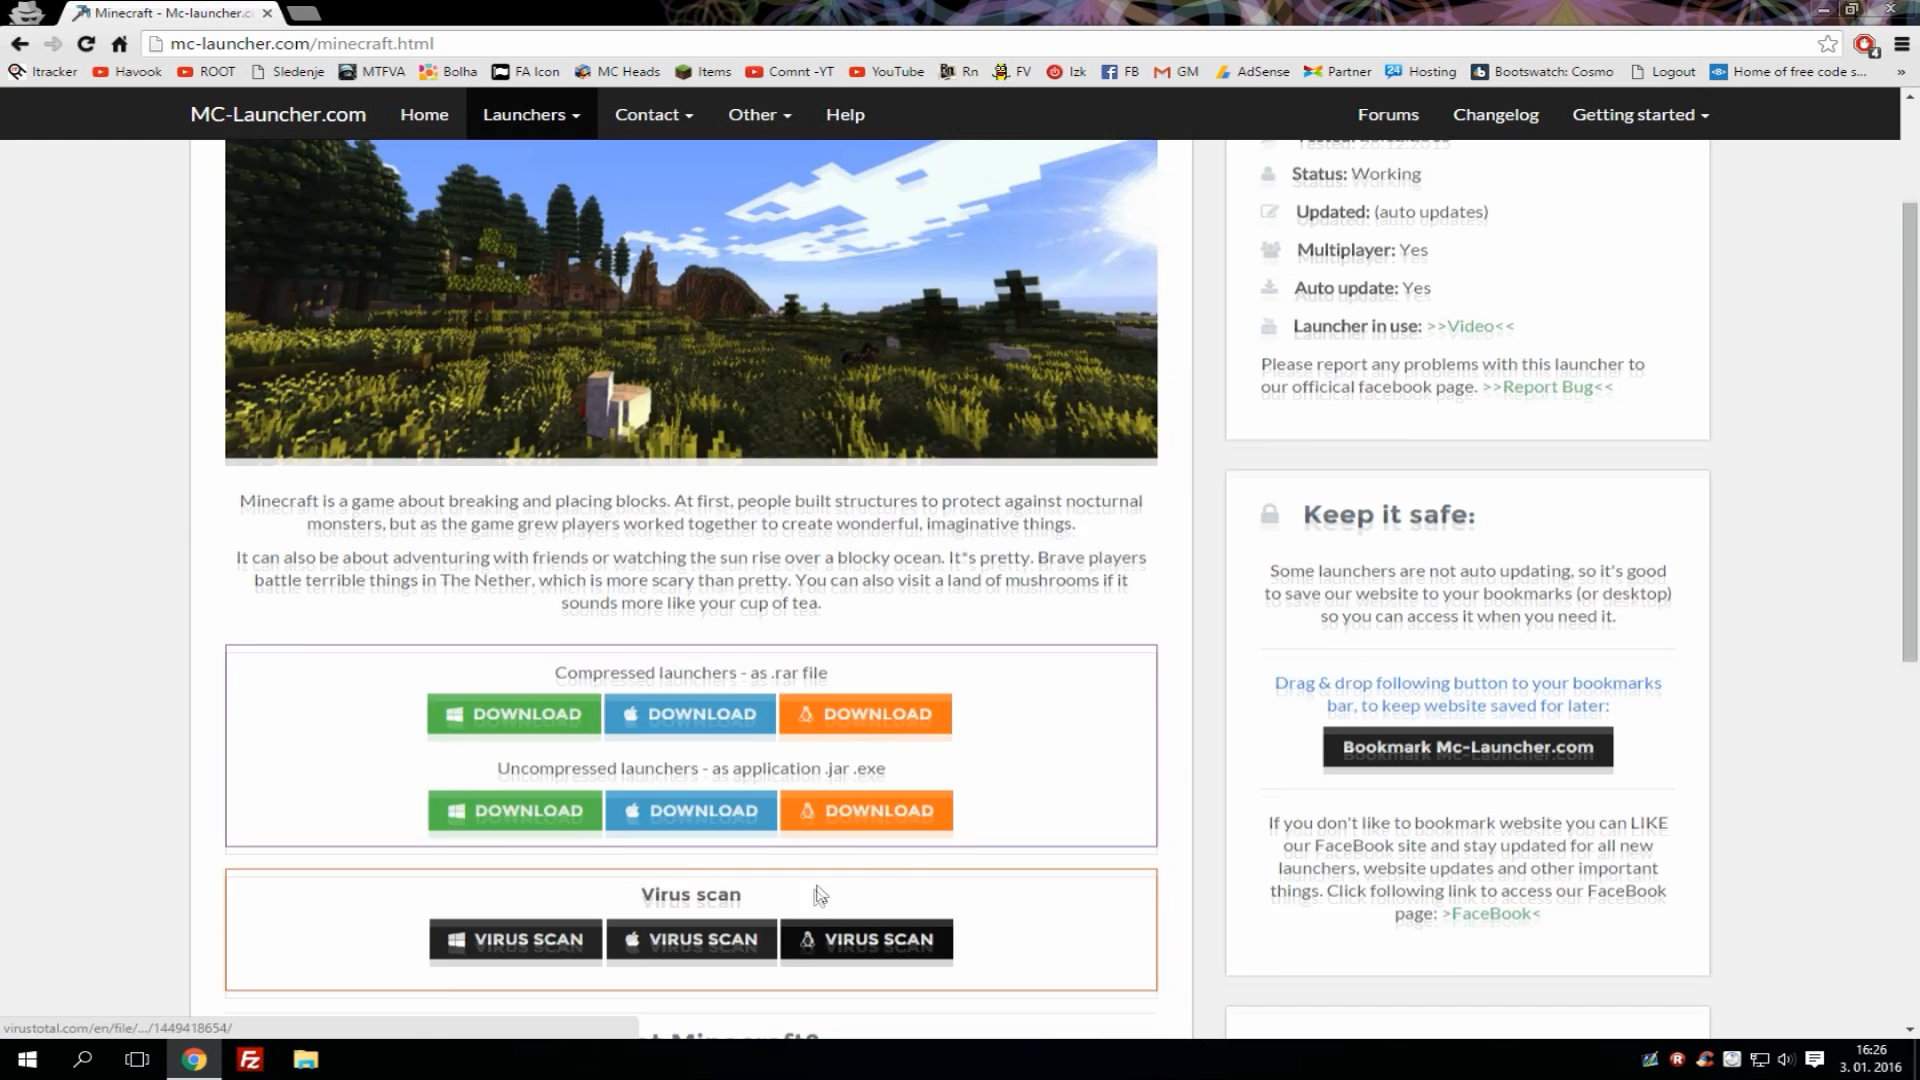 Minecraft - Mc-launcher.c
mc-launcher.com/minecraft.html
Itracker Havook ROOT Sledenje MTFVA Bolha FA Icon MC Heads Items Comnt -YT YouTube Rn FV Izk FB GM AdSense Partner Hosting Bootswatch: Cosmo Logout Home of free code s... »
MC-Launcher.com Home Launchers Contact Other Help Forums Changelog Getting started
Status: Working
Updated: (auto updates)
Multiplayer: Yes
Auto update: Yes
Launcher in use: >>Video<<
Please report any problems with this launcher to
our officical facebook page. >>Report Bug<<
Minecraft is a game about breaking and placing blocks. At first, people built structures to protect against nocturnal
monsters, but as the game grew players worked together to create wonderful, imaginative things.
It can also be about adventuring with friends or watching the sun rise over a blocky ocean. It*s pretty. Brave players
battle terrible things in The Nether, which is more scary than pretty. You can also visit a land of mushrooms if it
sounds more like your cup of tea.
Compressed launchers - as .rar file
DOWNLOAD DOWNLOAD DOWNLOAD
Uncompressed launchers - as application .jar .exe
DOWNLOAD DOWNLOAD DOWNLOAD
Virus scan
VIRUS SCAN VIRUS SCAN VIRUS SCAN
Keep it safe:
Some launchers are not auto updating, so it's good
to save our website to your bookmarks (or desktop)
so you can access it when you need it.
Drag & drop following button to your bookmarks
bar, to keep website saved for later:
Bookmark Mc-Launcher.com
If you don't like to bookmark website you can LIKE
our FaceBook site and stay updated for all new
launchers, website updates and other important
things. Click following link to access our FaceBook
page: >FaceBook<
virustotal.com/en/file/.../1449418654/
16:26
3. 01. 2016